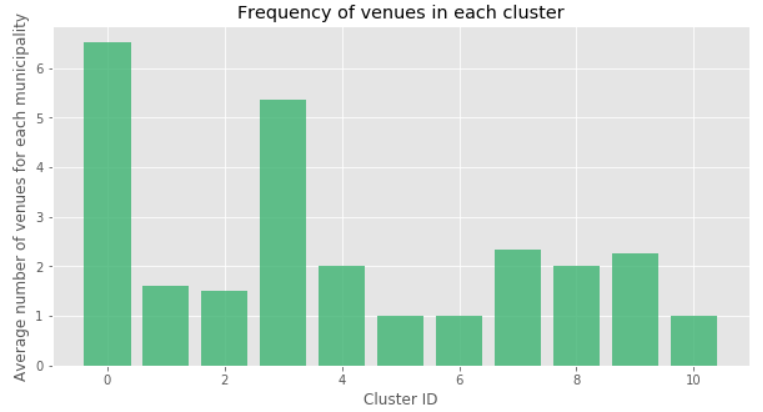 Frequency of venues in each cluster
Average number of venues for each municipality
6
5
4
3
2
1
0
0 2 4 6 8 10
Cluster ID